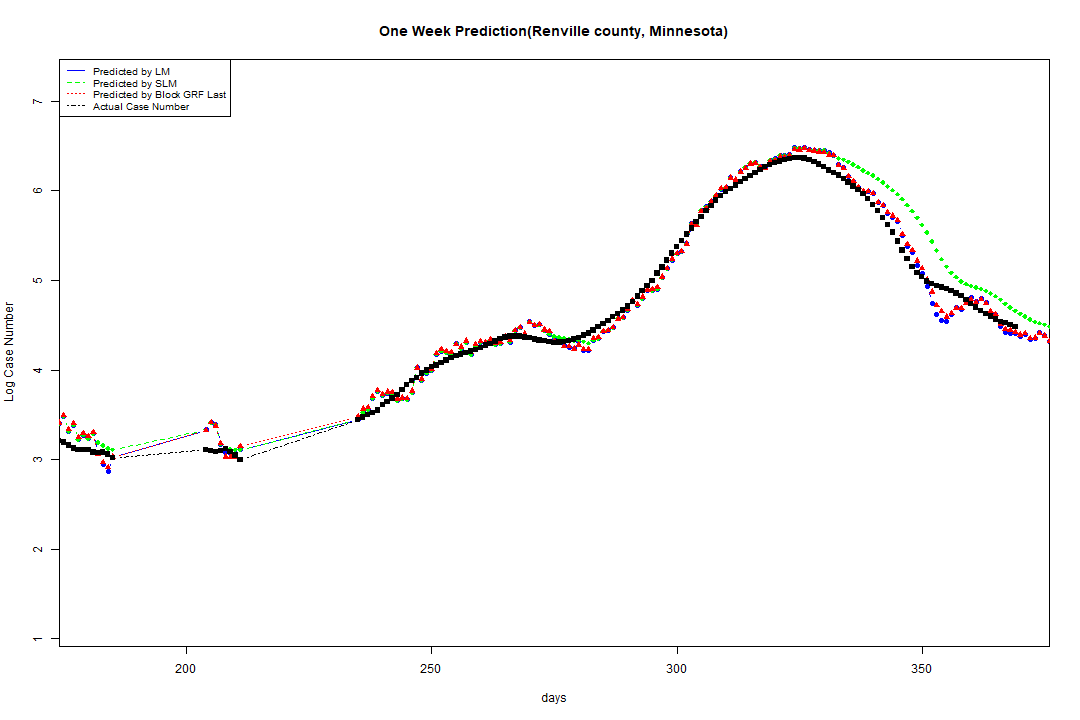 One Week Prediction(Renville county, Minnesota)
Predicted by LM
Predicted by SLM
Predicted by Block GRF Last
Actual Case Number
7
6
5
4
3
2
1
Log Case Number
200 250 300 350
days